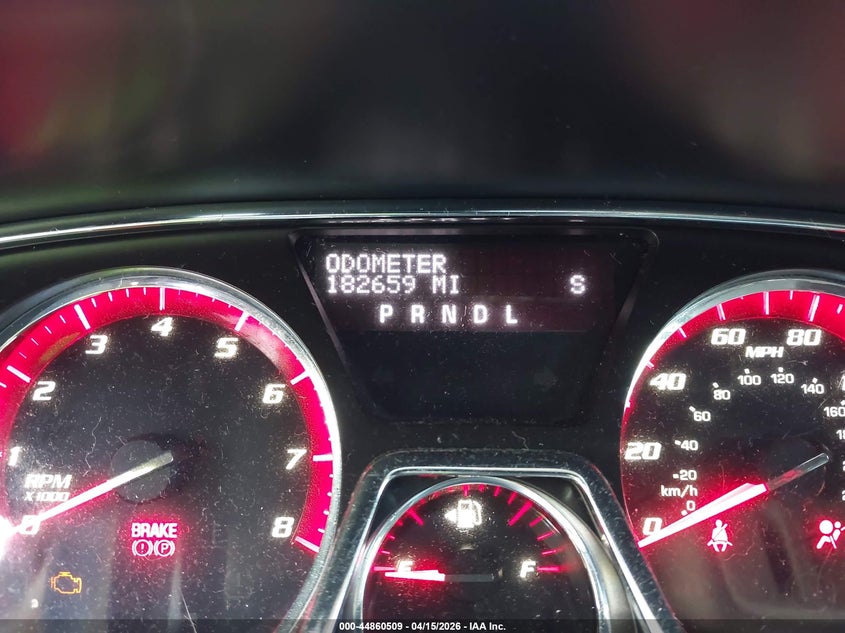 ODOMETER
182659 MI S
P R N D L
0 1 2 3 4 5 6 7 8
RPM
X1000
BRAKE
E F
0 20 40 60 80
MPH
0 20 40 60 80 100 120 140 160
km/h
000-44860509 - 04/15/2026 - IAA Inc.